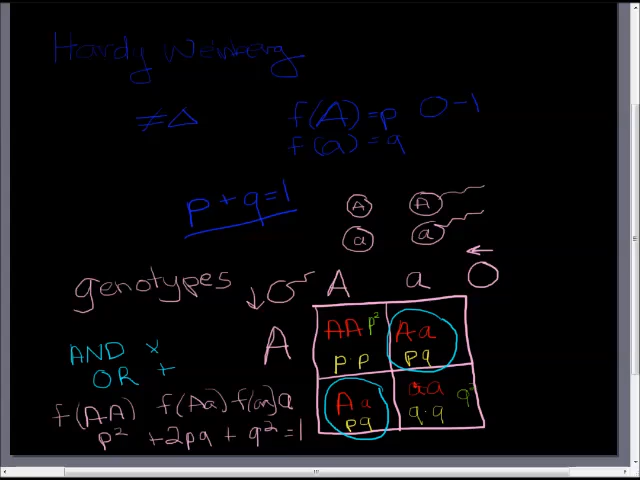 Hardy Weinberg
≠Δ
f(A)=p 0-1
f(a)=q
p+q=1
A A
a a
genotypes
A a
A
AA p²
p·p
Aa
pq
Aa
pq
aa
q·q q²
AND x
OR +
f(AA) f(Aa) f(aa)
p² +2pq + q² =1